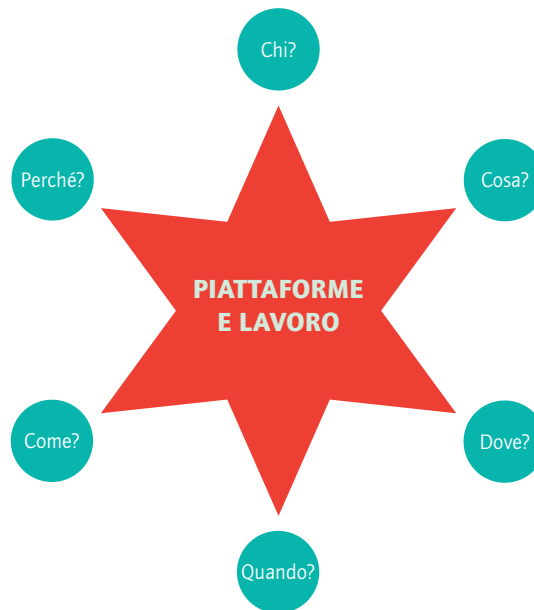 Chi?
Perché?
Cosa?
PIATTAFORME
E LAVORO
Come?
Dove?
Quando?